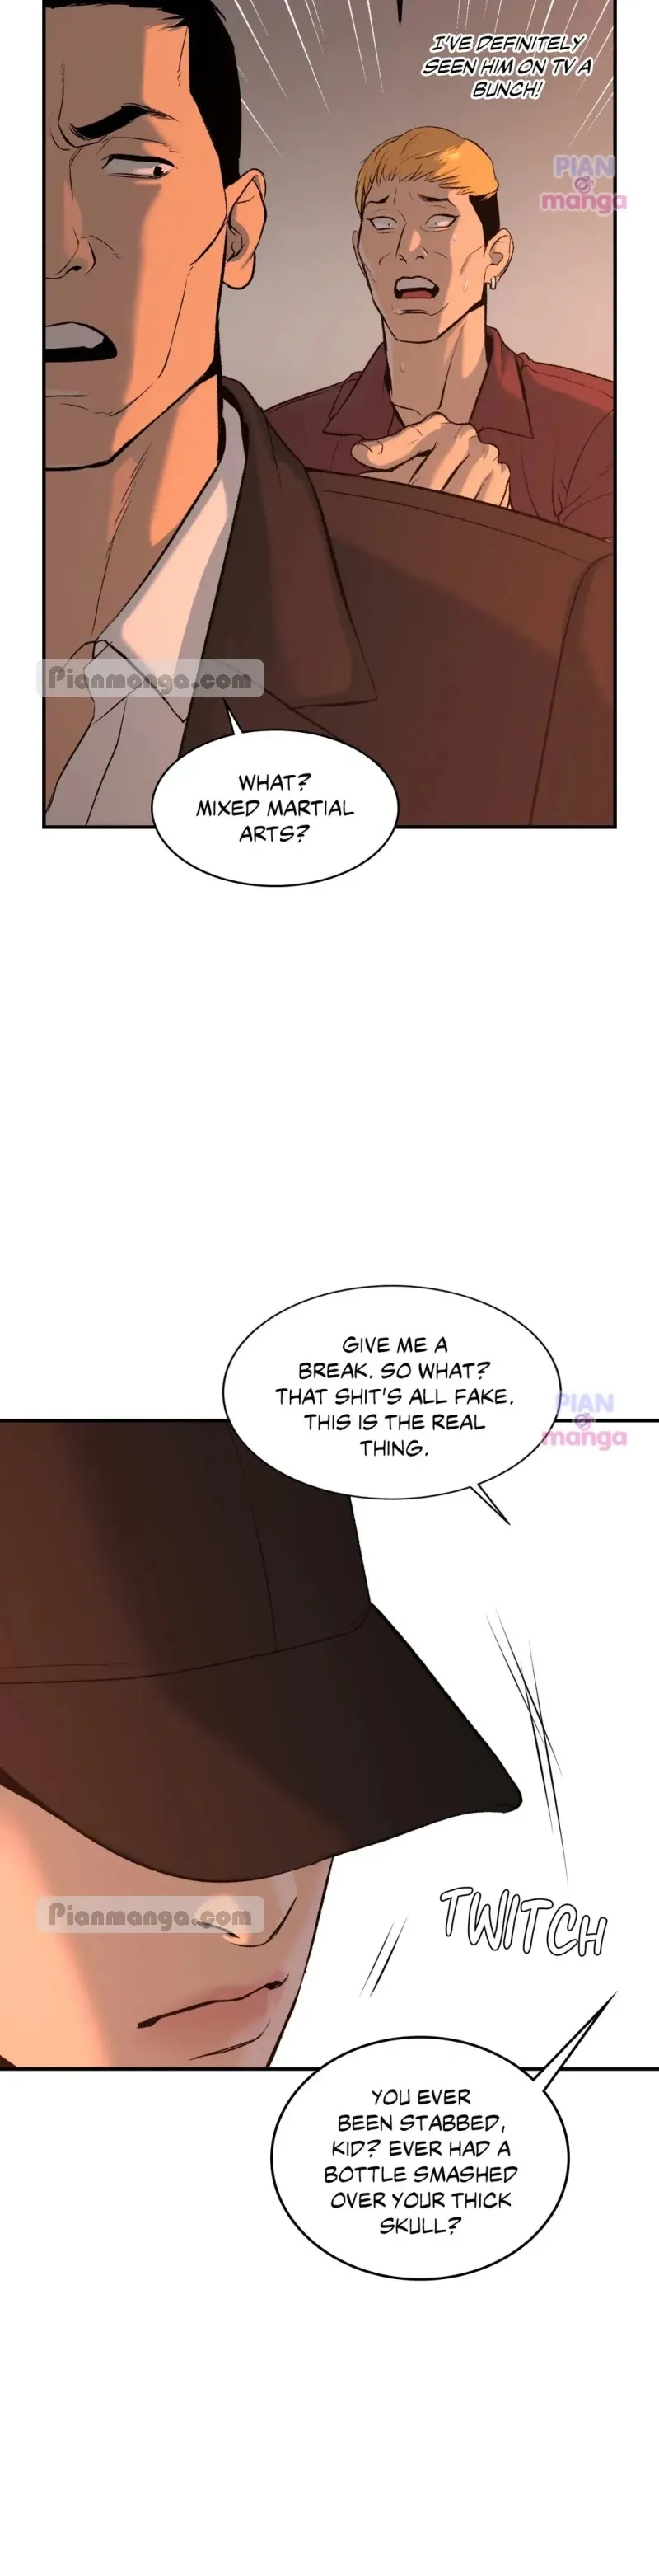 I'VE DEFINITELY
SEEN HIM ON TV A
BUNCH!
PIAN
manga
Pianmanga.com
WHAT?
MIXED MARTIAL
ARTS?
GIVE ME A
BREAK. SO WHAT?
THAT SHIT'S ALL FAKE.
THIS IS THE REAL
THING.
PIAN
manga
Pianmanga.com
TWITCH
YOU EVER
BEEN STABBED,
KID? EVER HAD A
BOTTLE SMASHED
OVER YOUR THICK
SKULL?